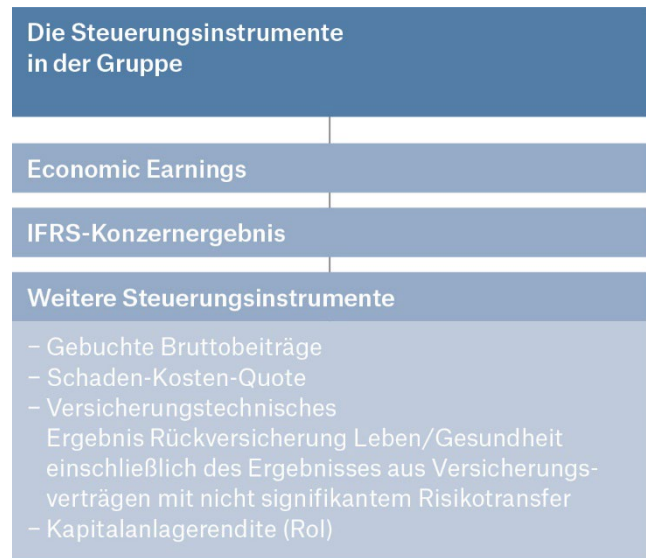 Die Steuerungsinstrumente
in der Gruppe
Economic Earnings
IFRS-Konzernergebnis
Weitere Steuerungsinstrumente
– Gebuchte Bruttobeiträge
– Schaden-Kosten-Quote
– Versicherungstechnisches
Ergebnis Rückversicherung Leben/Gesundheit
einschließlich des Ergebnisses aus Versicherungs-
verträgen mit nicht signifikantem Risikotransfer
– Kapitalanlagerendite (RoI)